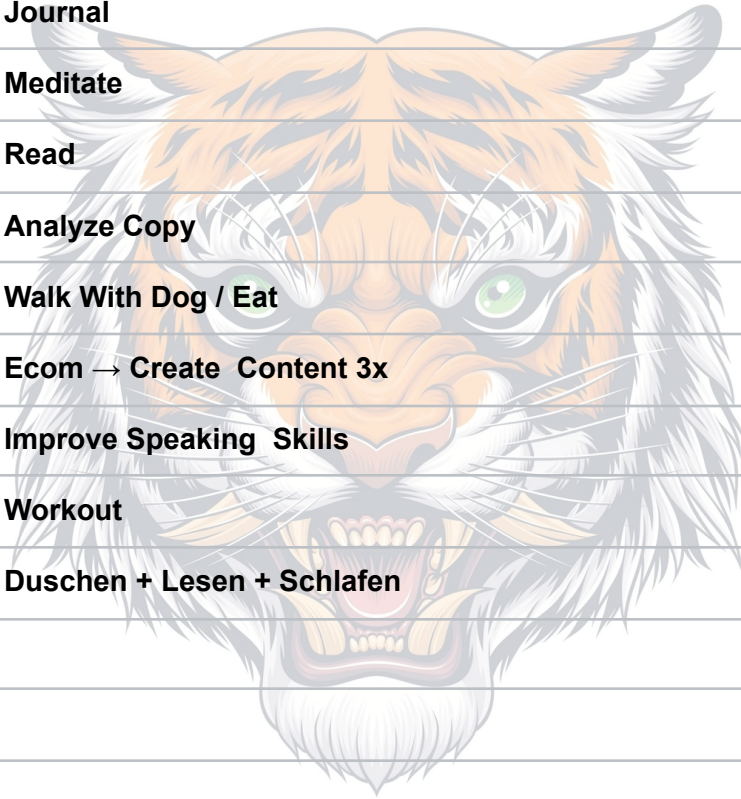 Journal
Meditate
Read
Analyze Copy
Walk With Dog / Eat
Ecom → Create  Content 3x
Improve Speaking  Skills
Workout
Duschen + Lesen + Schlafen